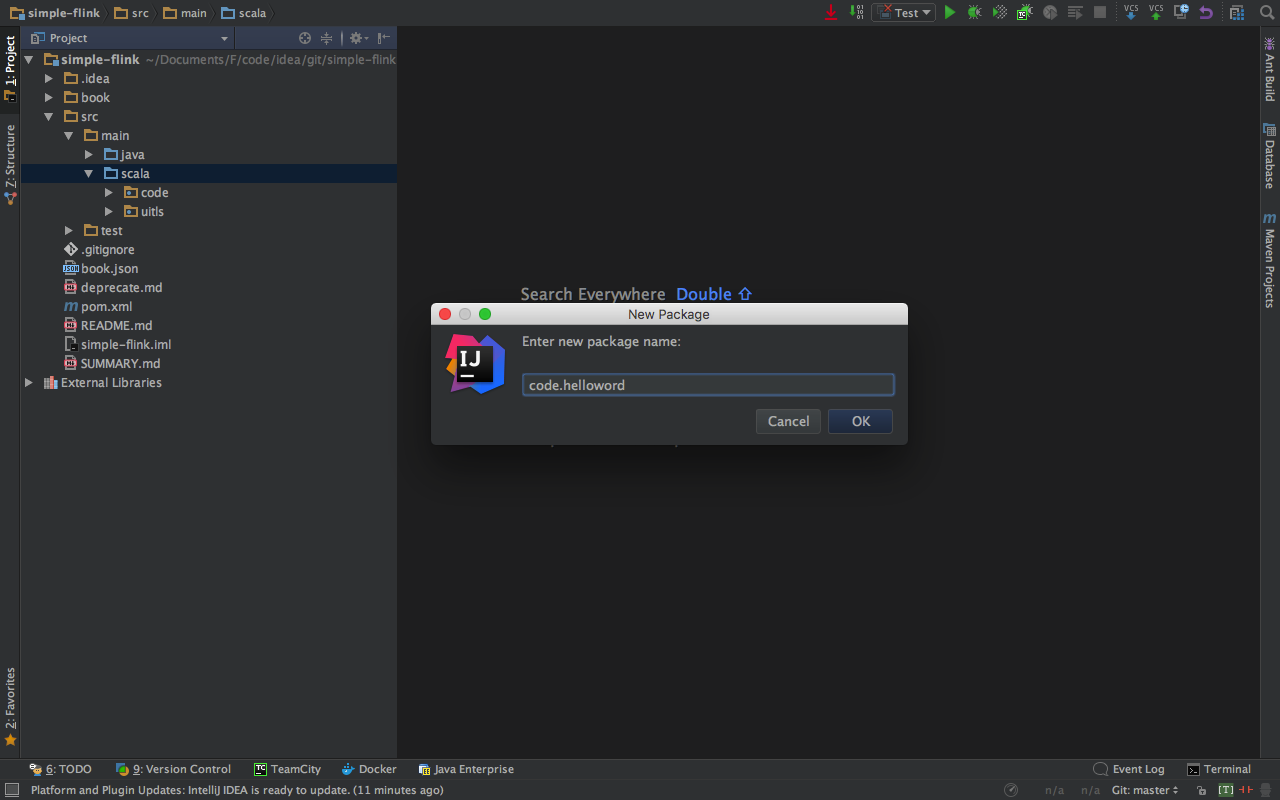 simple-flink src main scala
Test
VCS VCS
Project
simple-flink ~/Documents/F/code/idea/git/simple-flink
.idea
book
src
main
java
scala
code
uitls
test
.gitignore
book.json
deprecate.md
pom.xml
README.md
simple-flink.iml
SUMMARY.md
External Libraries
1: Project
7: Structure
2: Favorites
Search Everywhere Double ⇧
New Package
IJ
Enter new package name:
code.helloword
Cancel OK
Ant Build
Database
m
Maven Projects
6: TODO 9: Version Control TC TeamCity Docker Java Enterprise Event Log Terminal
Platform and Plugin Updates: IntelliJ IDEA is ready to update. (11 minutes ago) n/a n/a Git: master [T]